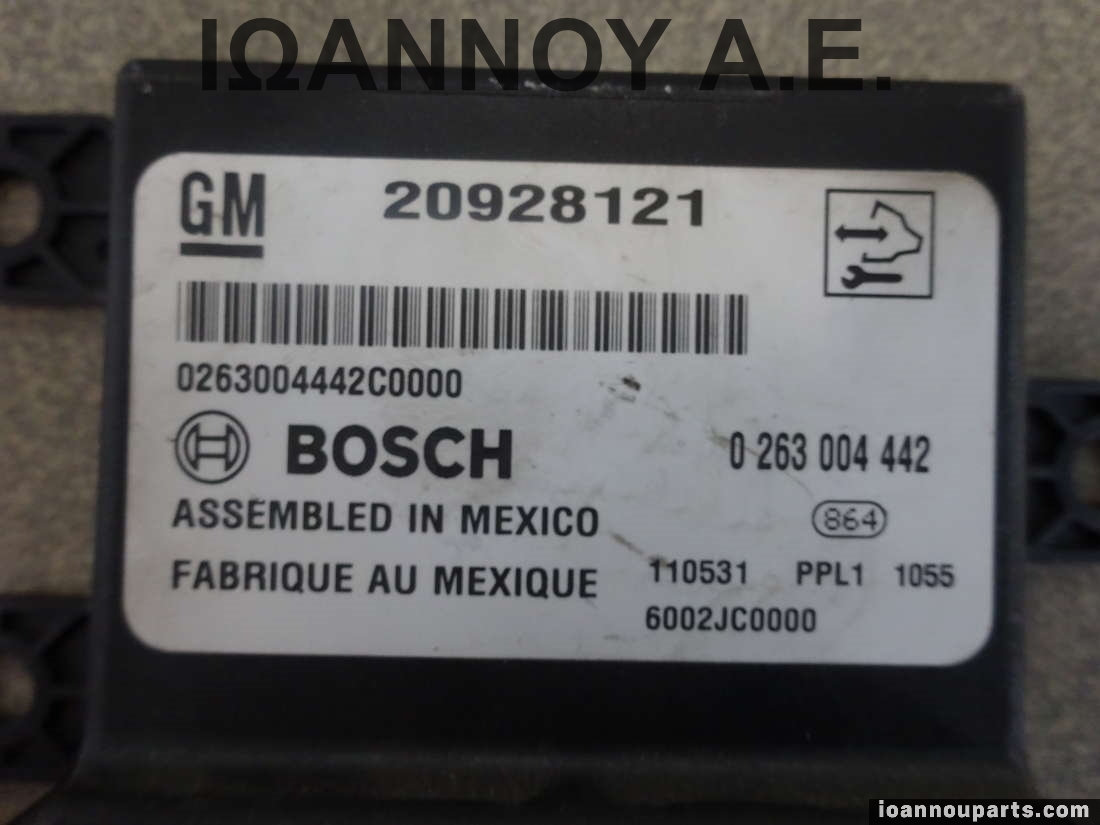 ΙΩΑΝΝΟΥ Α.Ε.
GM 20928121
0263004442C0000
BOSCH 0 263 004 442
ASSEMBLED IN MEXICO 864
FABRIQUE AU MEXIQUE 110531 PPL1 1055
6002JC0000
ioannouparts.com